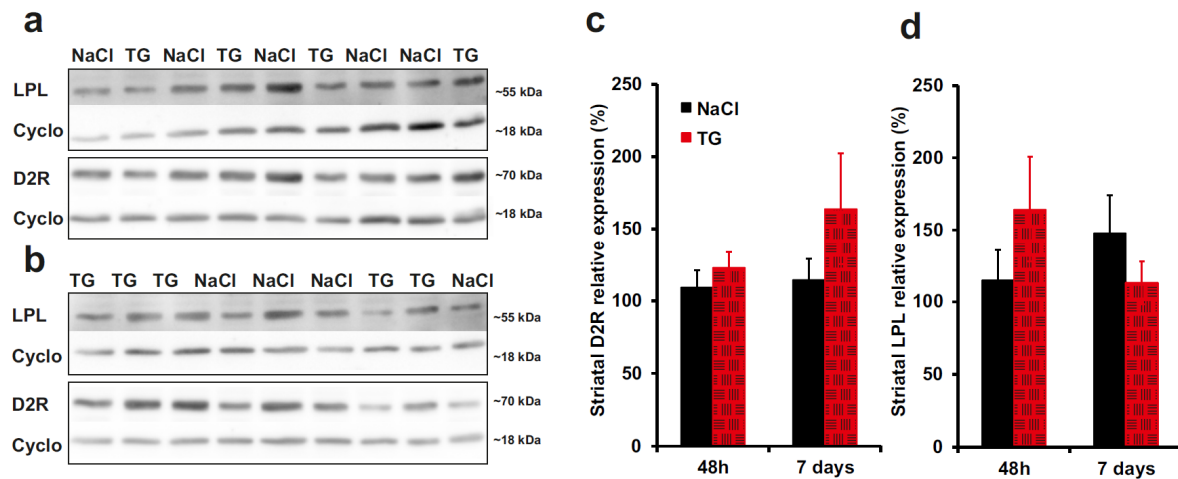 a
NaCl TG NaCl TG NaCl TG NaCl NaCl TG
LPL ~55 kDa
Cyclo ~18 kDa
D2R ~70 kDa
Cyclo ~18 kDa
b
TG TG TG NaCl NaCl NaCl TG TG NaCl
LPL ~55 kDa
Cyclo ~18 kDa
D2R ~70 kDa
Cyclo ~18 kDa
c
Striatal D2R relative expression (%)
250
200
150
100
50
0
NaCl
TG
48h 7 days
d
Striatal LPL relative expression (%)
250
200
150
100
50
0
48h 7 days